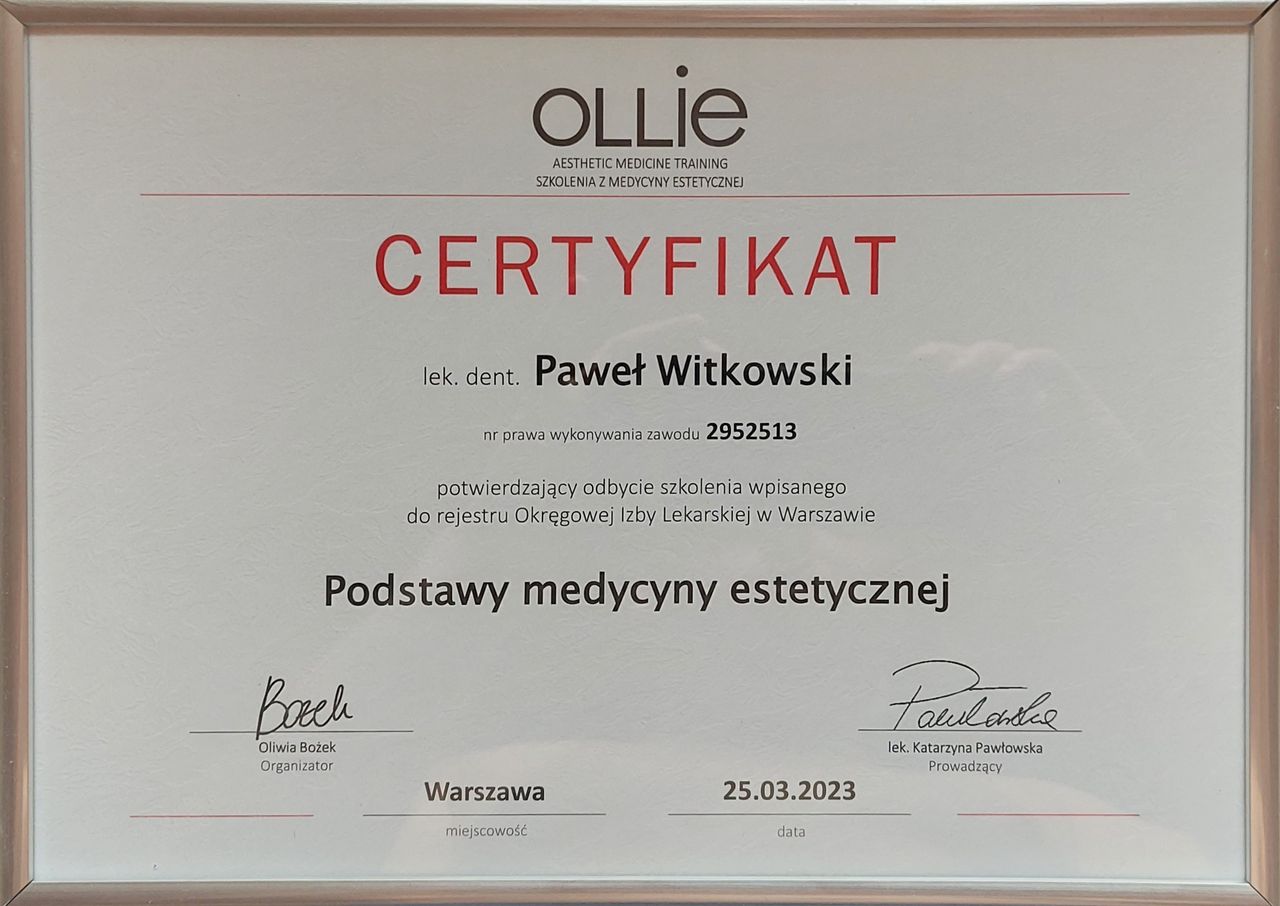 OLLie
AESTHETIC MEDICINE TRAINING
SZKOLENIA Z MEDYCYNY ESTETYCZNEJ
CERTYFIKAT
lek. dent. Paweł Witkowski
nr prawa wykonywania zawodu 2952513
potwierdzający odbycie szkolenia wpisanego
do rejestru Okręgowej Izby Lekarskiej w Warszawie
Podstawy medycyny estetycznej
Bożek
Pawłowska
Oliwia Bożek
lek. Katarzyna Pawłowska
Organizator
Prowadzący
Warszawa
25.03.2023
miejscowość
data